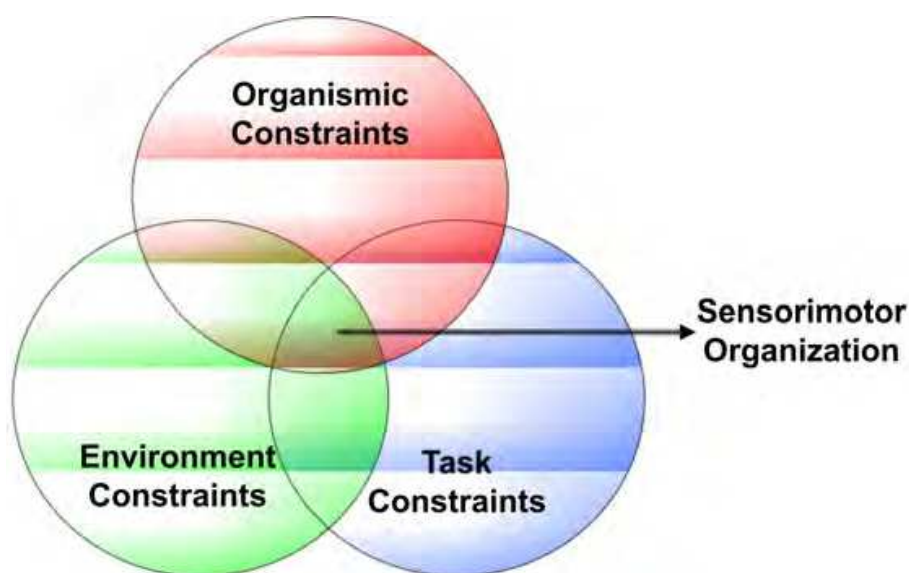 Organismic
Constraints
Sensorimotor
Organization
Environment
Constraints
Task
Constraints